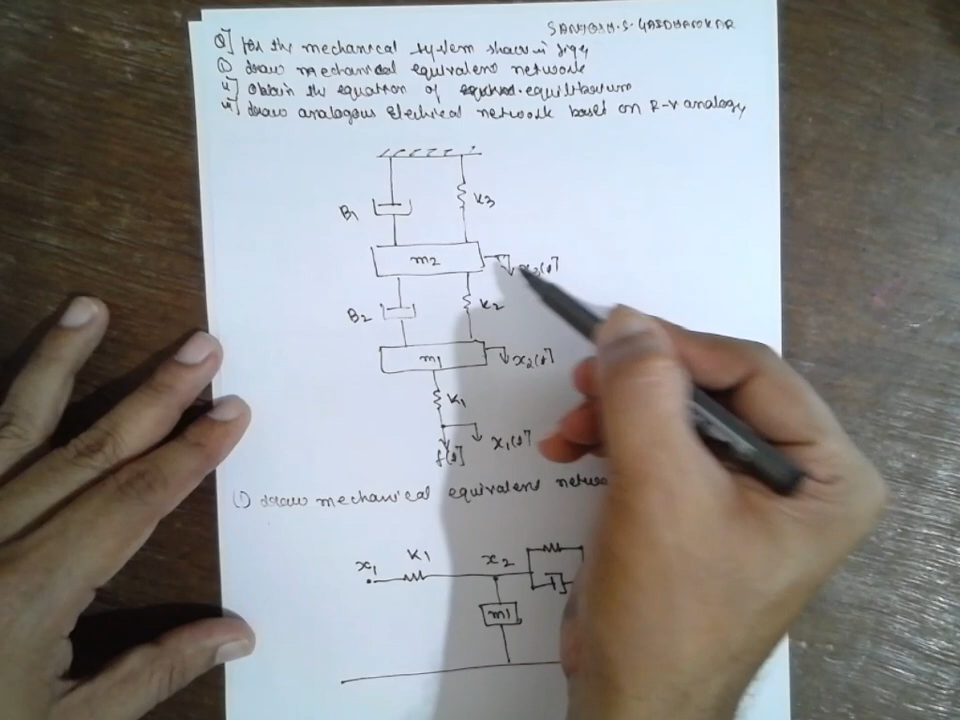 SANTOSH.S.GASDHANKAR
Q] for the mechanical system shown in fig
i) draw mechanical equivalent network
ii] obtain the equation of equilibrium
iii] draw analogous Electrical network based on F-V analogy
B1
K3
m2
x3(s)
B2
K2
m1
x2(s)
K1
x1(s)
f(s)
(i) draw mechanical equivalent netwo
x1
K1
x2
m1